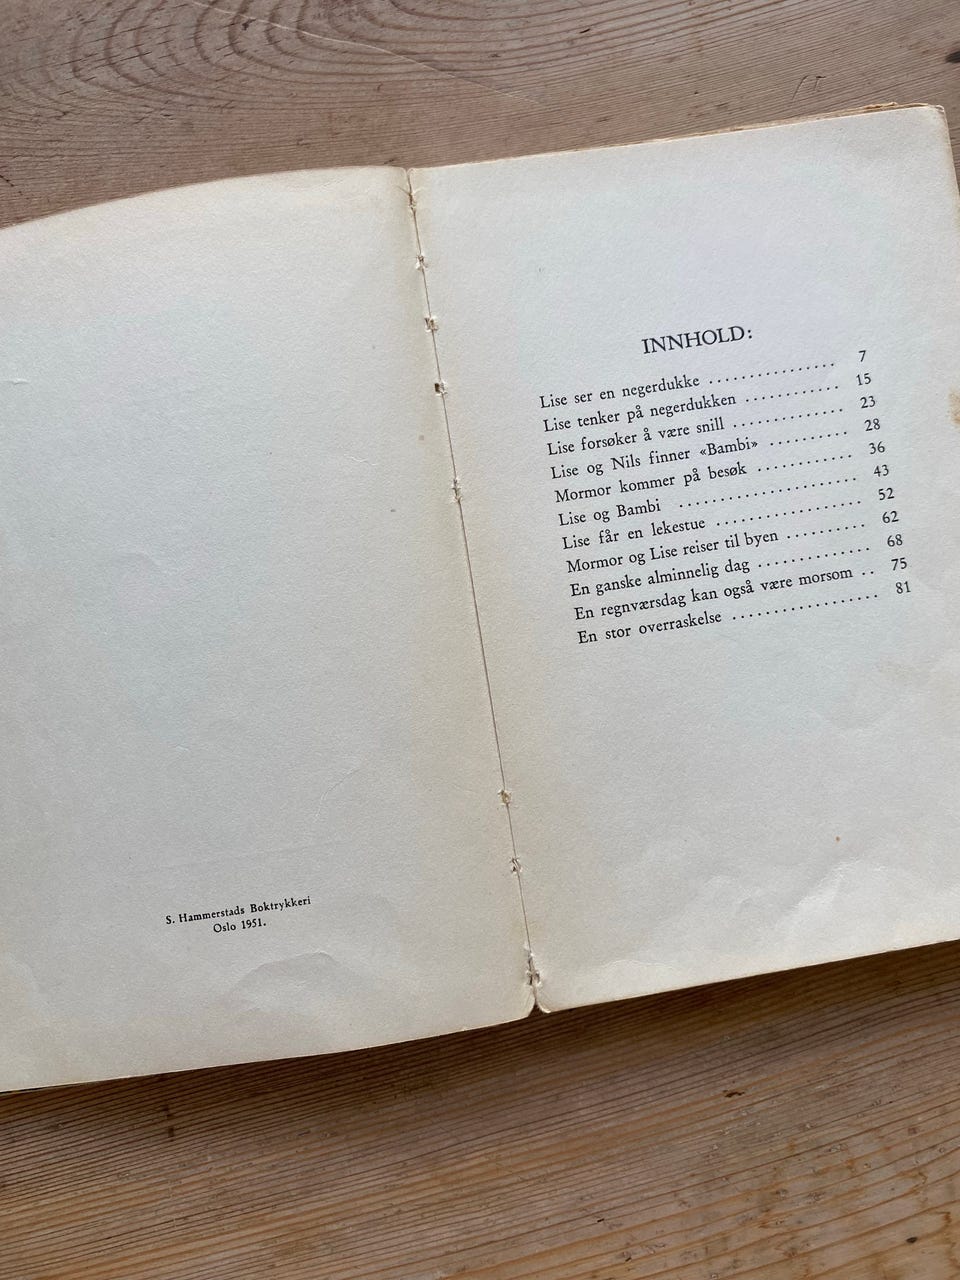 S. Hammerstads Boktrykkeri
Oslo 1951.
INNHOLD:
Lise ser en negerdukke ................ 7
Lise tenker på negerdukken ............ 15
Lise forsøker å være snill .............. 23
Lise og Nils finner «Bambi» .......... 28
Mormor kommer på besøk ............ 36
Lise og Bambi ...................... 43
Lise får en lekestue .................. 52
Mormor og Lise reiser til byen .......... 62
En ganske alminnelig dag .............. 68
En regnværsdag kan også være morsom .. 75
En stor overraskelse .................. 81